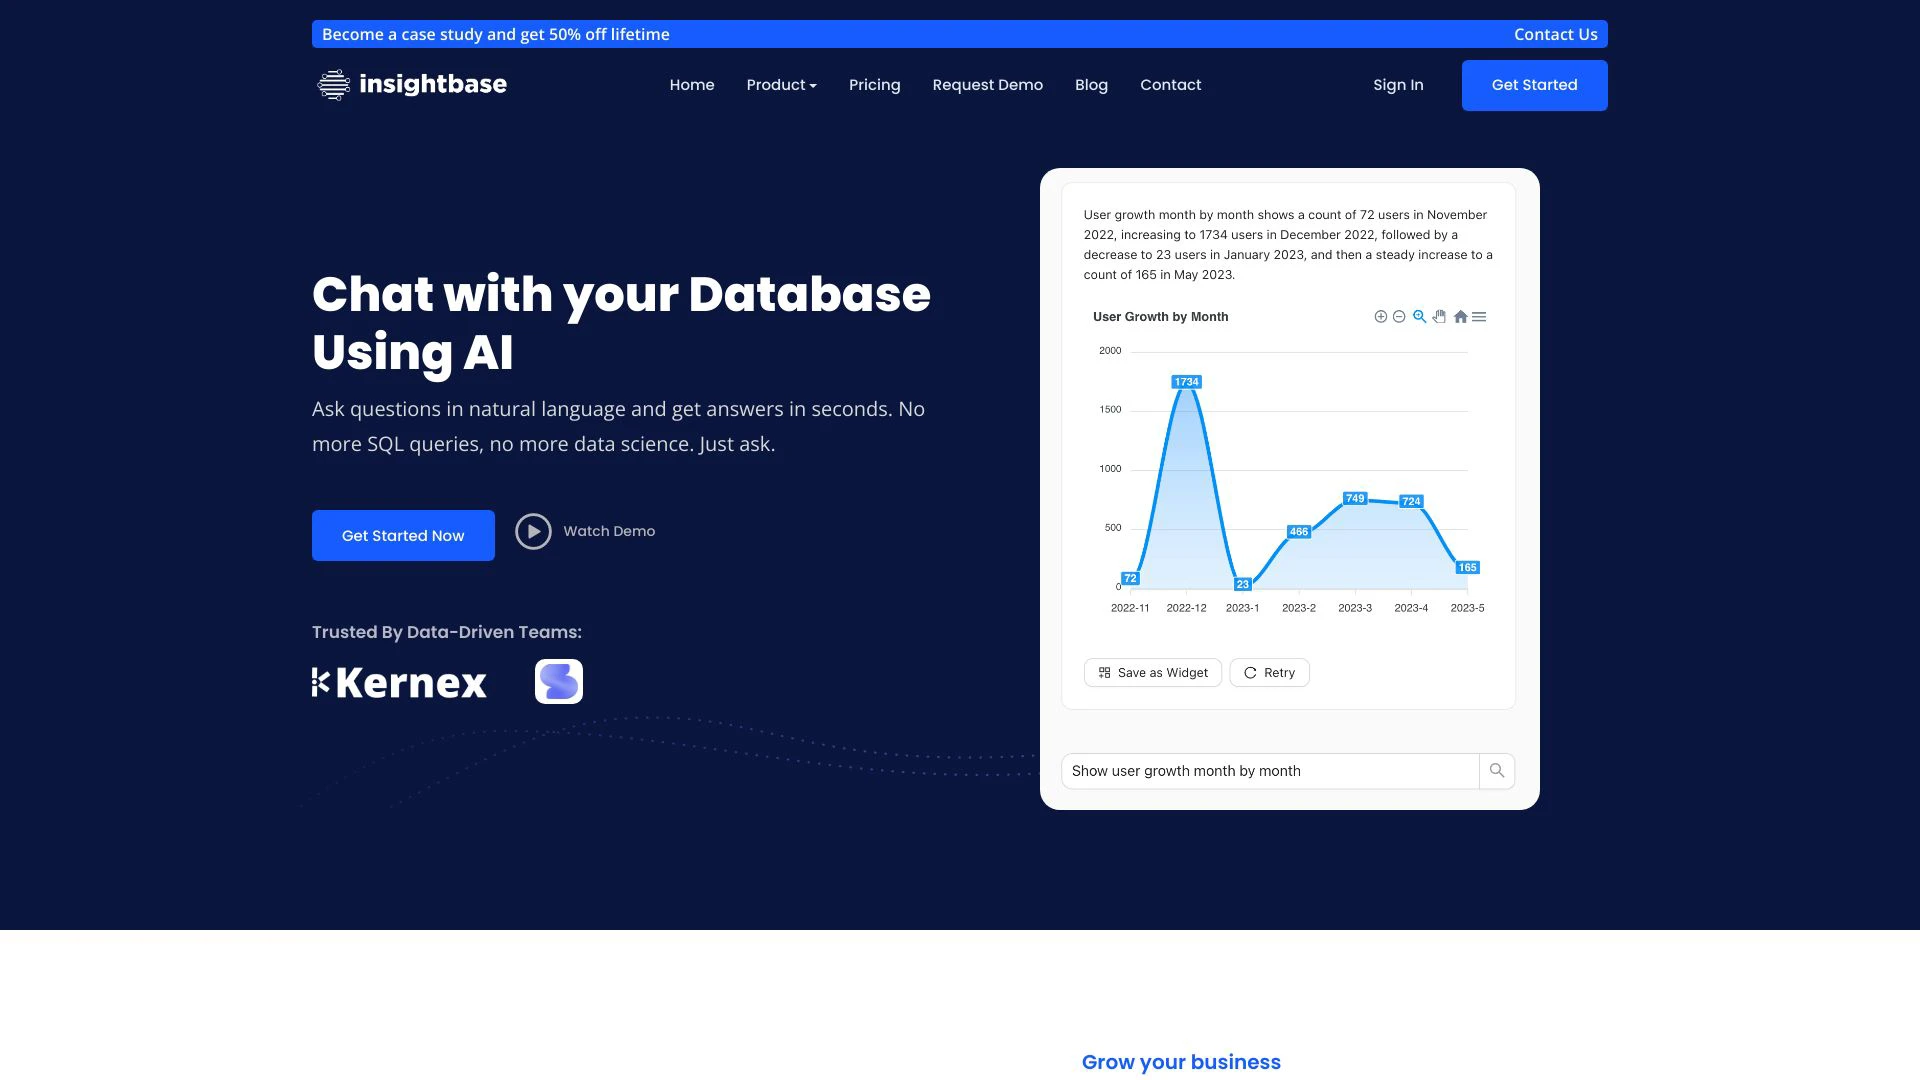 Become a case study and get 50% off lifetime
Contact Us
insightbase
Home
Product
Pricing
Request Demo
Blog
Contact
Sign In
Get Started
Chat with your Database
Using AI
Ask questions in natural language and get answers in seconds. No
more SQL queries, no more data science. Just ask.
Get Started Now
Watch Demo
Trusted By Data-Driven Teams:
Kernex
User growth month by month shows a count of 72 users in November
2022, increasing to 1734 users in December 2022, followed by a
decrease to 23 users in January 2023, and then a steady increase to a
count of 165 in May 2023.
User Growth by Month
2000
1500
1000
500
0
1734
749
724
466
165
72
23
2022-11
2022-12
2023-1
2023-2
2023-3
2023-4
2023-5
Save as Widget
Retry
Show user growth month by month
Grow your business